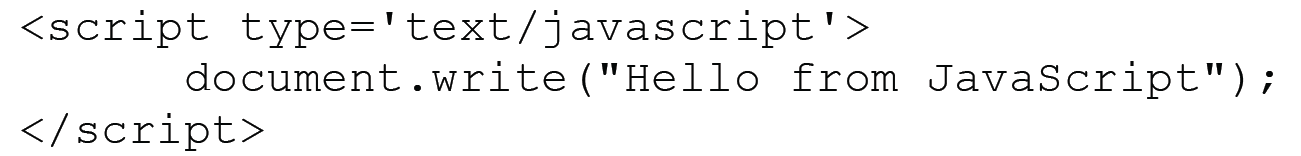 <script type='text/javascript'>
      document.write("Hello from JavaScript");
</script>